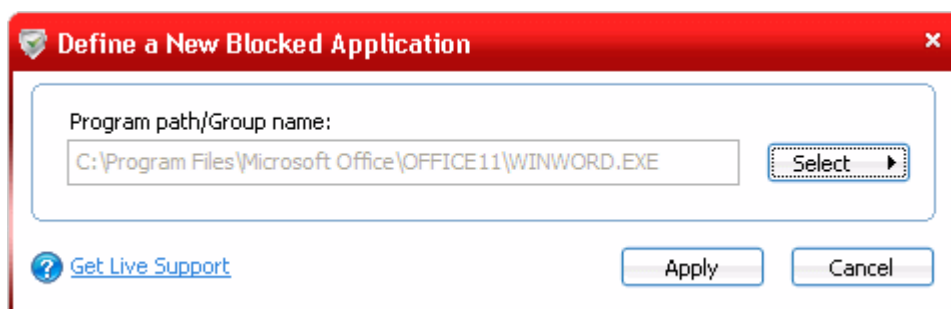 Define a New Blocked Application
Program path/Group name:
C:\Program Files\Microsoft Office\OFFICE11\WINWORD.EXE
Select
Get Live Support
Apply
Cancel